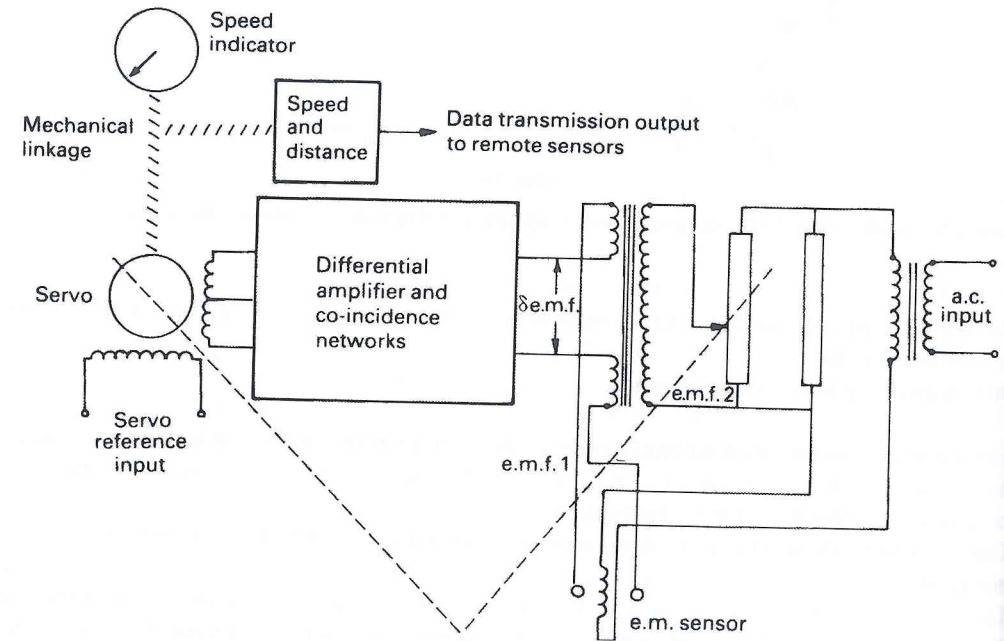 Speed
indicator
Mechanical
linkage
Speed
and
distance
Data transmission output
to remote sensors
Servo
Differential
amplifier and
co-incidence
networks
δe.m.f.
a.c.
input
e.m.f. 2
Servo
reference
input
e.m.f. 1
e.m. sensor